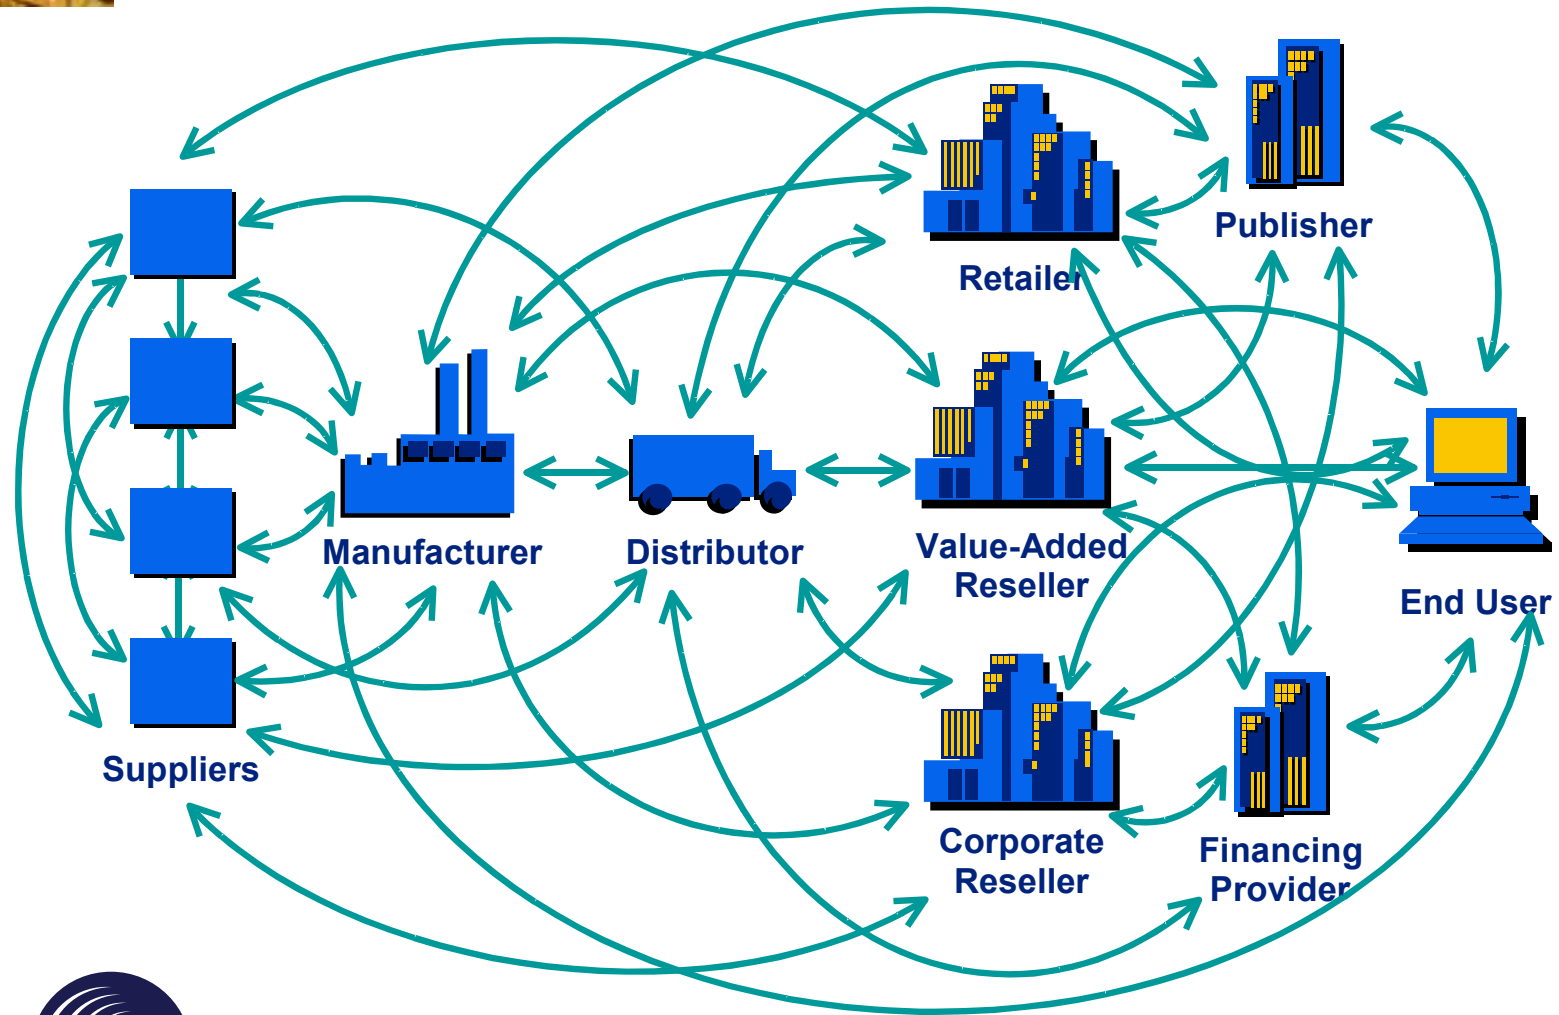 Publisher
Retailer
Manufacturer
Distributor
Value-Added
Reseller
End User
Suppliers
Corporate
Reseller
Financing
Provider